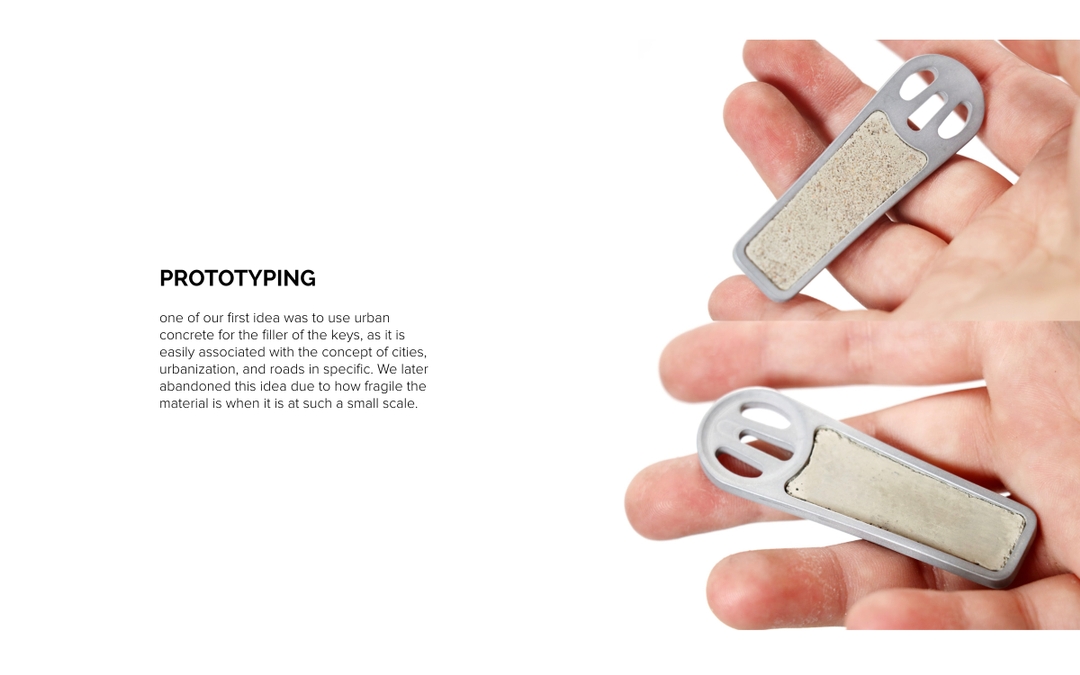 PROTOTYPING
one of our first idea was to use urban
concrete for the filler of the keys, as it is
easily associated with the concept of cities,
urbanization, and roads in specific. We later
abandoned this idea due to how fragile the
material is when it is at such a small scale.